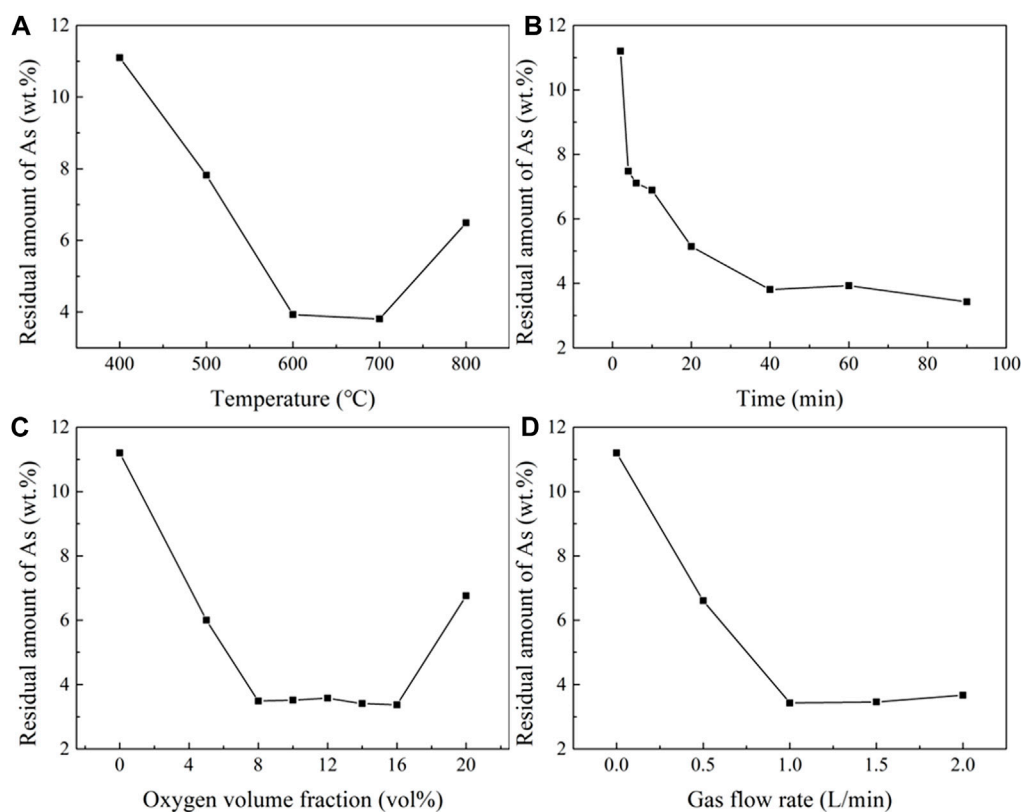 A
Residual amount of As (wt.%)
12
10
8
6
4
400 500 600 700 800
Temperature (℃)
B
Residual amount of As (wt.%)
12
10
8
6
4
2
0 20 40 60 80 100
Time (min)
C
Residual amount of As (wt.%)
12
10
8
6
4
2
0 4 8 12 16 20
Oxygen volume fraction (vol%)
D
Residual amount of As (wt.%)
12
10
8
6
4
2
0.0 0.5 1.0 1.5 2.0
Gas flow rate (L/min)